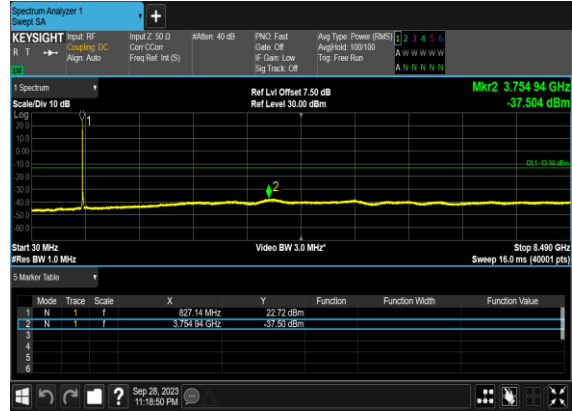 Spectrum Analyzer 1
Swept SA
KEYSIGHT Input: RF Input Z: 50 Ω #Atten: 40 dB PNO: Fast Avg Type: Power (RMS) 1 2 3 4 5 6
R T Coupling: DC Corr CCorr Gate: Off Avg|Hold: 100/100 A W W W W W
Align: Auto Freq Ref: Int (S) IF Gain: Low Trig: Free Run
LW Sig Track: Off A N N N N N
1 Spectrum Ref Lvl Offset 7.50 dB Mkr2 3.754 94 GHz
Scale/Div 10 dB Ref Level 30.00 dBm -37.504 dBm
Log
1
20.0
10.0
0.00
-10.0
DL1 -13.00 dBm
-20.0
-30.0
2
-40.0
-50.0
-60.0
Start 30 MHz Video BW 3.0 MHz* Stop 8.490 GHz
#Res BW 1.0 MHz Sweep 16.0 ms (40001 pts)
5 Marker Table
Mode Trace Scale X Y Function Function Width Function Value
1 N 1 f 827.14 MHz 22.72 dBm
2 N 1 f 3.754 94 GHz -37.50 dBm
3
4
5
6
? Sep 28, 2023
11:18:50 PM